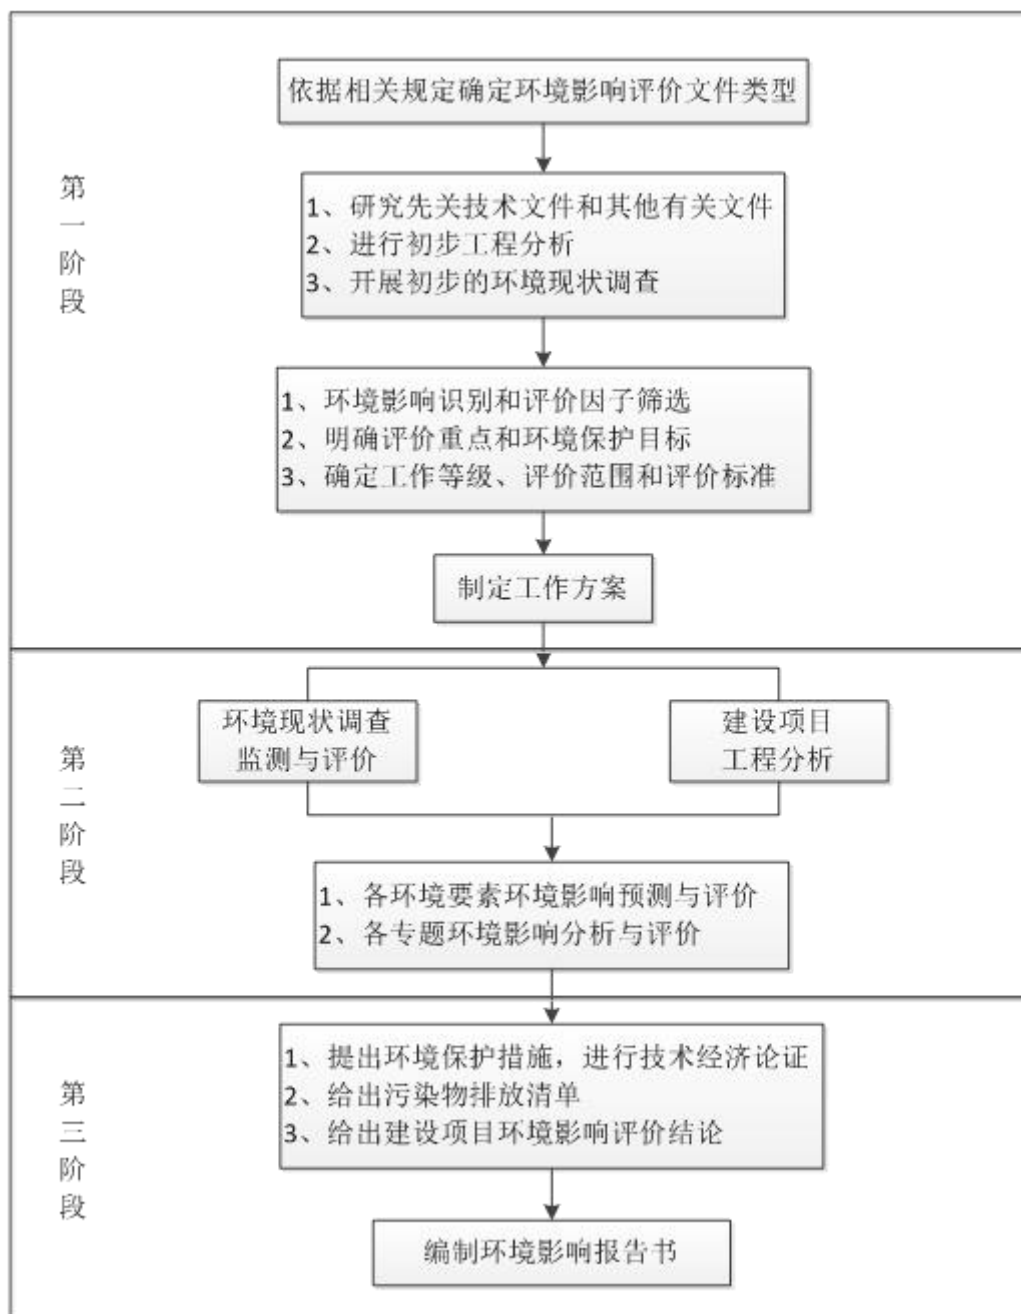 依据相关规定确定环境影响评价文件类型
第一阶段
1、研究先关技术文件和其他有关文件
2、进行初步工程分析
3、开展初步的环境现状调查
1、环境影响识别和评价因子筛选
2、明确评价重点和环境保护目标
3、确定工作等级、评价范围和评价标准
制定工作方案
第二阶段
环境现状调查
监测与评价
建设项目
工程分析
1、各环境要素环境影响预测与评价
2、各专题环境影响分析与评价
第三阶段
1、提出环境保护措施，进行技术经济论证
2、给出污染物排放清单
3、给出建设项目环境影响评价结论
编制环境影响报告书